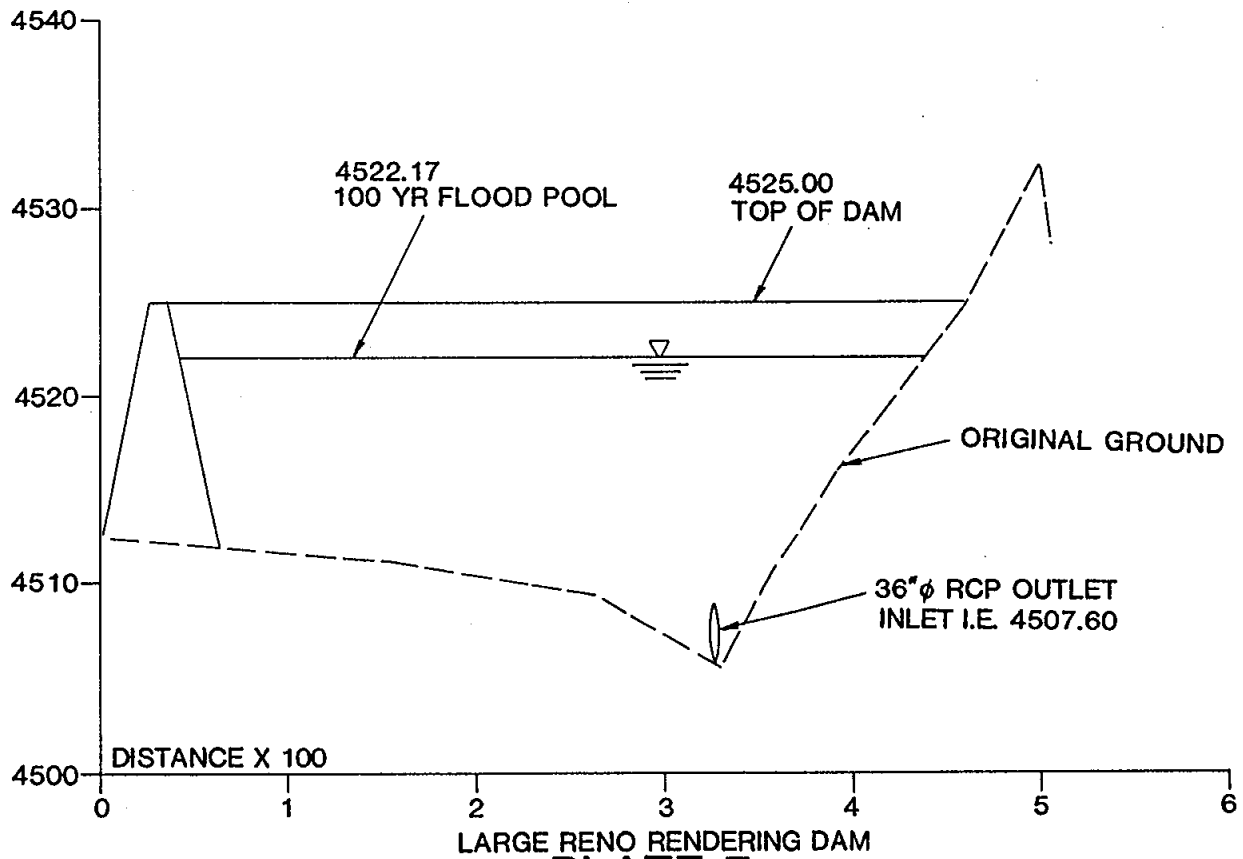 4540
4530
4520
4510
4500
4522.17
100 YR FLOOD POOL
4525.00
TOP OF DAM
ORIGINAL GROUND
36"ϕ RCP OUTLET
INLET I.E. 4507.60
DISTANCE X 100
0 1 2 3 4 5 6
LARGE RENO RENDERING DAM